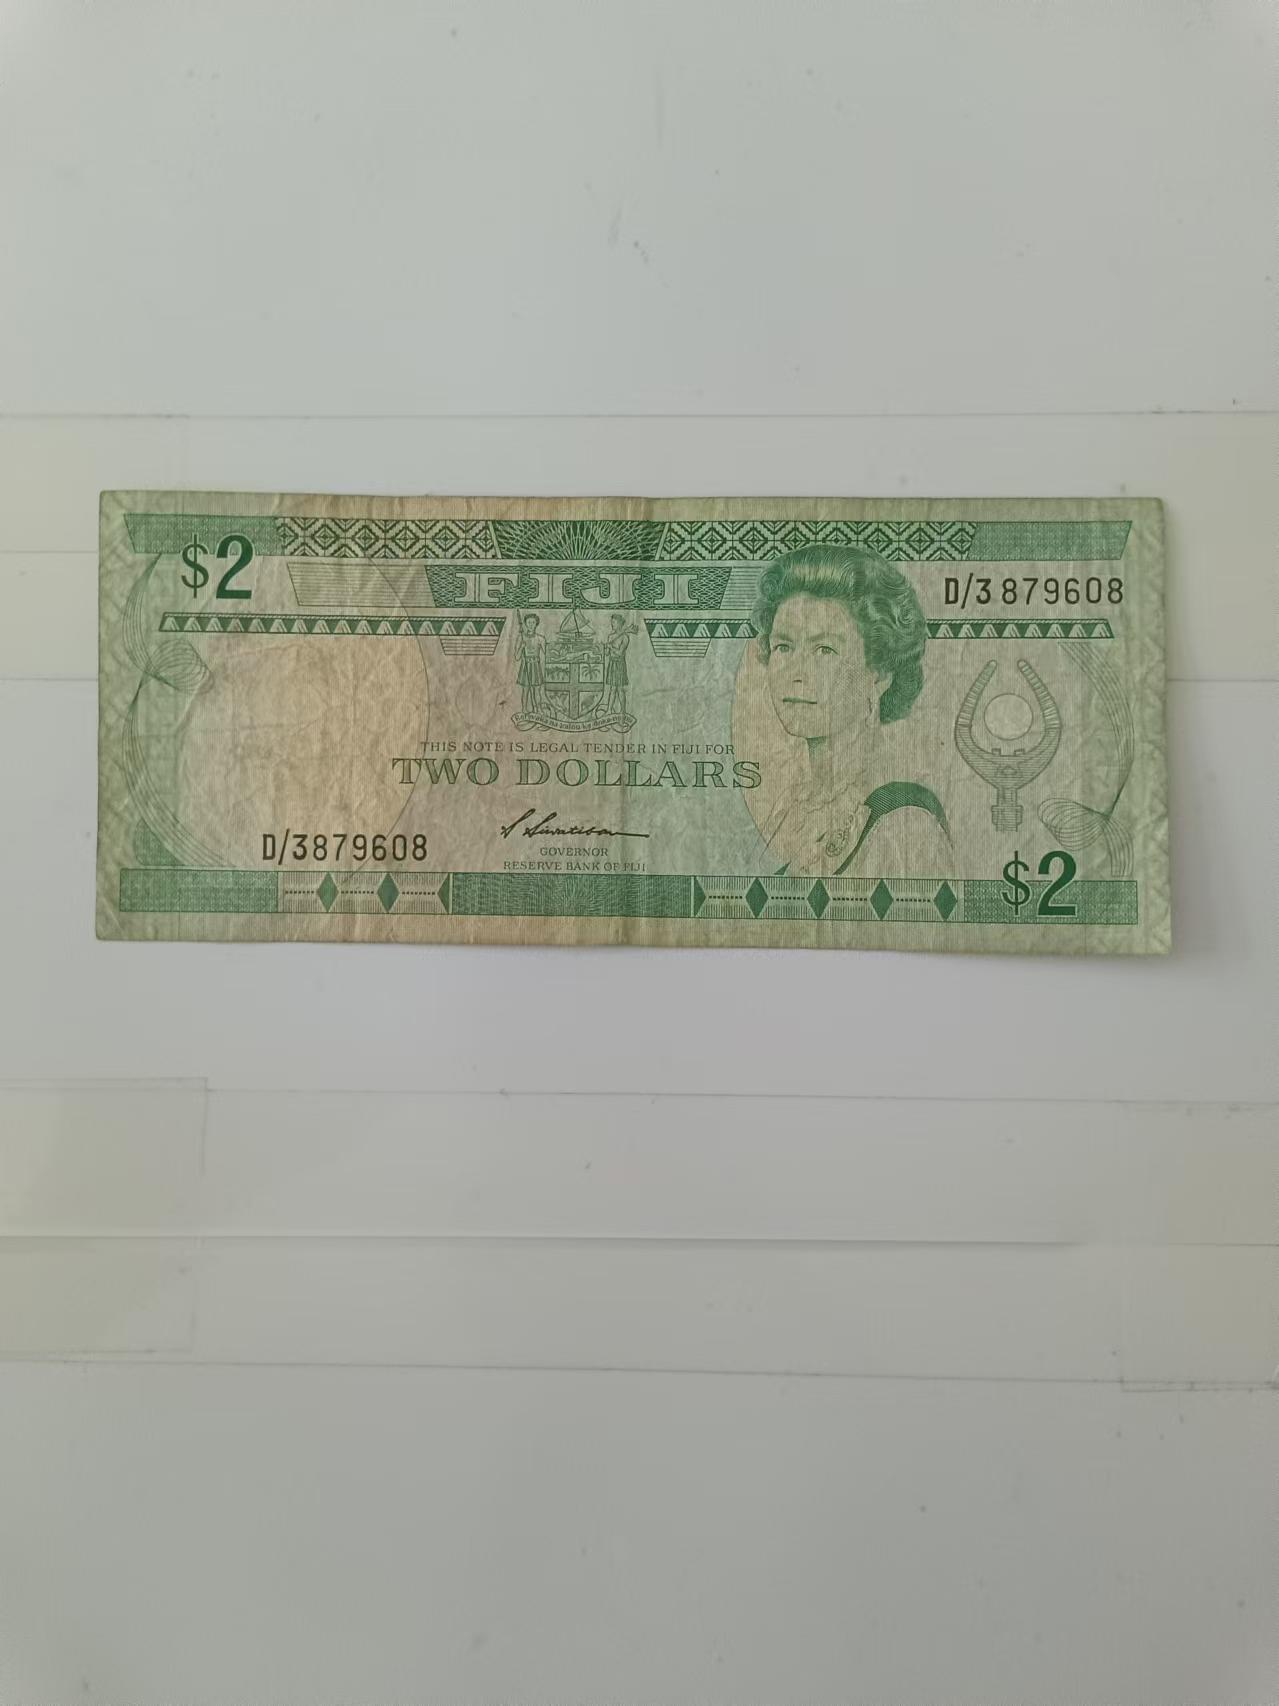 $2
FIJI
D/3 879608
THIS NOTE IS LEGAL TENDER IN FIJI FOR
TWO DOLLARS
D/3879608
GOVERNOR
RESERVE BANK OF FIJI
$2